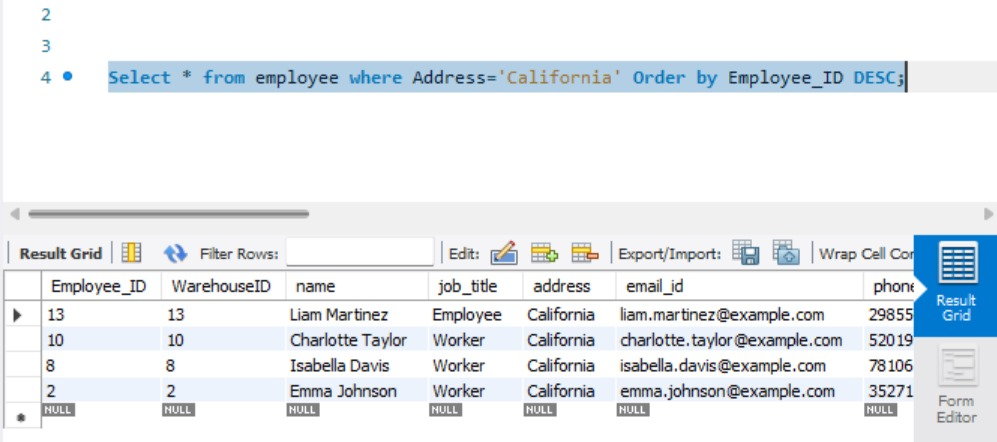 2
3
4 Select * from employee where Address='California' Order by Employee_ID DESC;
Result Grid Filter Rows: Edit: Export/Import: Wrap Cell Cor
Employee_ID WarehouseID name job_title address email_id phone
13 13 Liam Martinez Employee California liam.martinez@example.com 29855
10 10 Charlotte Taylor Worker California charlotte.taylor@example.com 52019
8 8 Isabella Davis Worker California isabella.davis@example.com 78106
2 2 Emma Johnson Worker California emma.johnson@example.com 35271
NULL NULL NULL NULL NULL NULL NULL
Result
Grid
Form
Editor